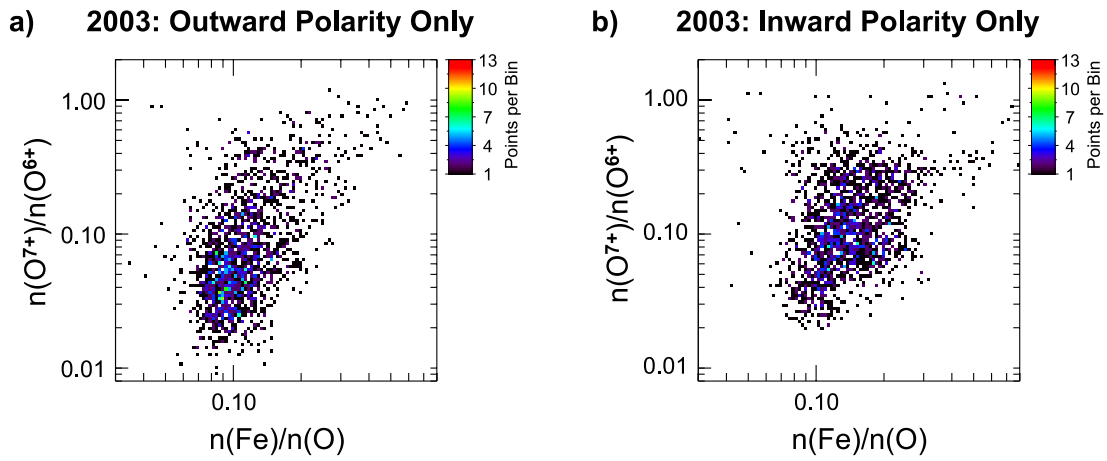 a) 2003: Outward Polarity Only
n(O⁷⁺)/n(O⁶⁺)
1.00
0.10
0.01
0.10
n(Fe)/n(O)
13
10
7
4
1
Points per Bin
b) 2003: Inward Polarity Only
n(O⁷⁺)/n(O⁶⁺)
1.00
0.10
0.01
0.10
n(Fe)/n(O)
13
10
7
4
1
Points per Bin